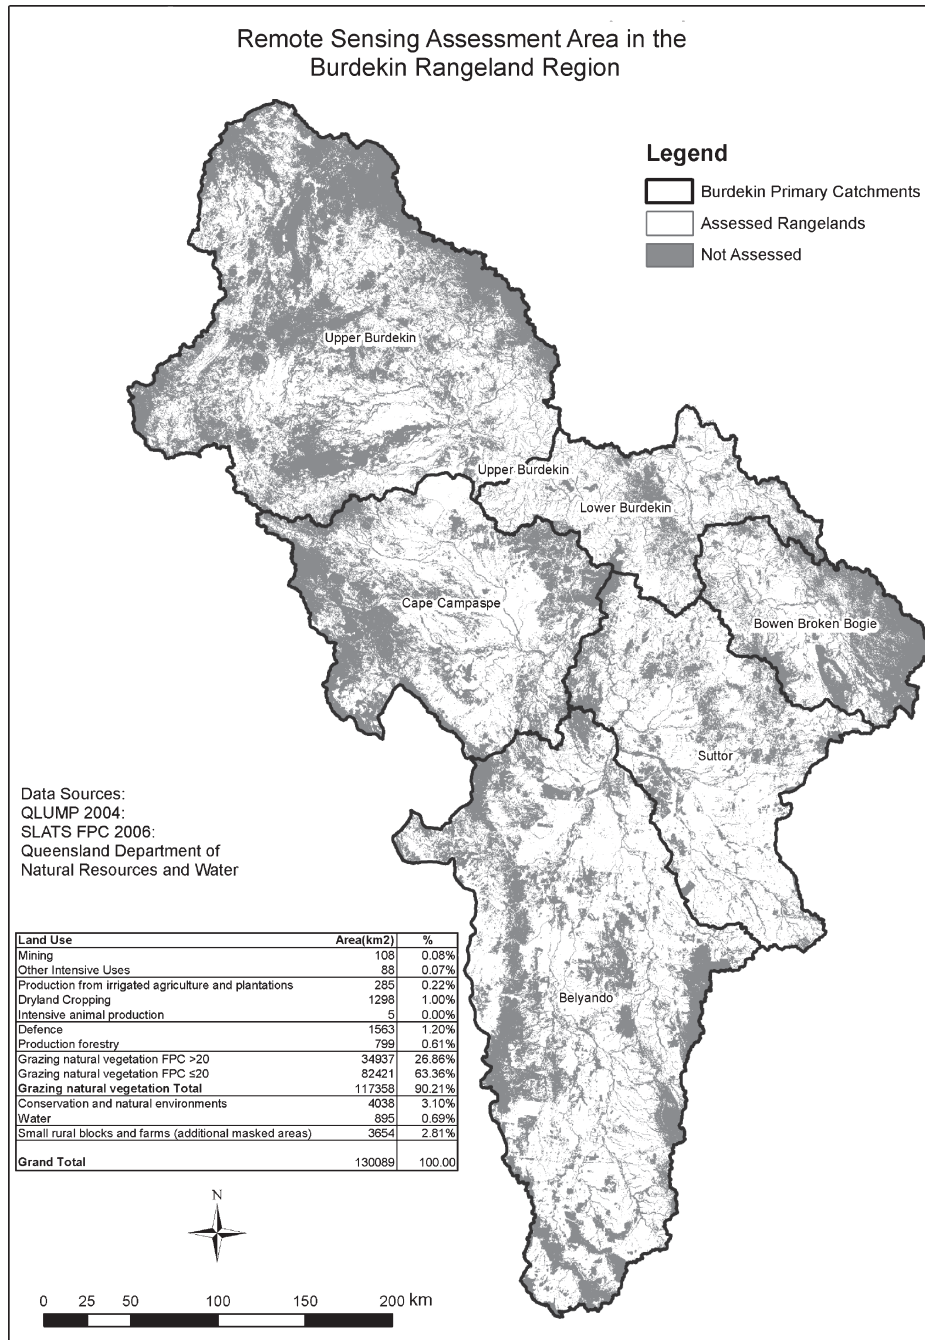 Remote Sensing Assessment Area in the
Burdekin Rangeland Region
Legend
Burdekin Primary Catchments
Assessed Rangelands
Not Assessed
Upper Burdekin
Upper Burdekin
Lower Burdekin
Cape Campaspe
Bowen Broken Bogie
Suttor
Belyando
Data Sources:
QLUMP 2004:
SLATS FPC 2006:
Queensland Department of
Natural Resources and Water
Land Use Area(km2) %
Mining 108 0.08%
Other Intensive Uses 88 0.07%
Production from irrigated agriculture and plantations 285 0.22%
Dryland Cropping 1298 1.00%
Intensive animal production 5 0.00%
Defence 1563 1.20%
Production forestry 799 0.61%
Grazing natural vegetation FPC >20 34937 26.86%
Grazing natural vegetation FPC ≤20 82421 63.36%
Grazing natural vegetation Total 117358 90.21%
Conservation and natural environments 4038 3.10%
Water 895 0.69%
Small rural blocks and farms (additional masked areas) 3654 2.81%
Grand Total 130089 100.00
N
0 25 50 100 150 200 km